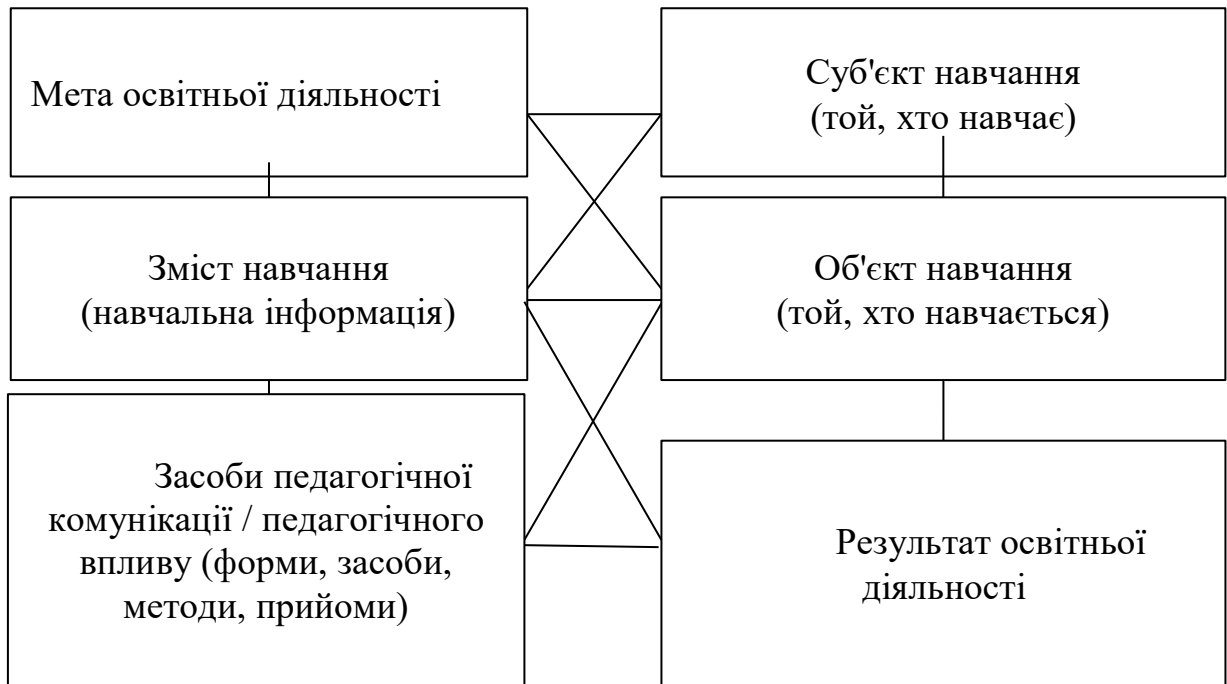 Мета освітньої діяльності
Суб'єкт навчання
(той, хто навчає)
Зміст навчання
(навчальна інформація)
Об'єкт навчання
(той, хто навчається)
Засоби педагогічної
комунікації / педагогічного
впливу (форми, засоби,
методи, прийоми)
Результат освітньої
діяльності